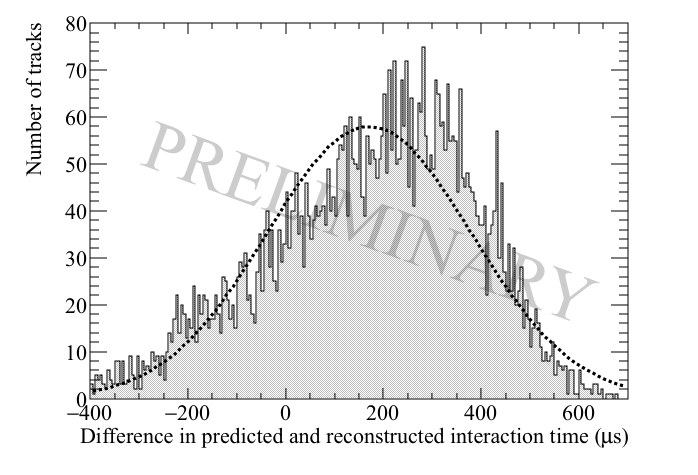 Number of tracks
80
70
60
50
40
30
20
10
0
PRELIMINARY
−400 −200 0 200 400 600
Difference in predicted and reconstructed interaction time (μs)